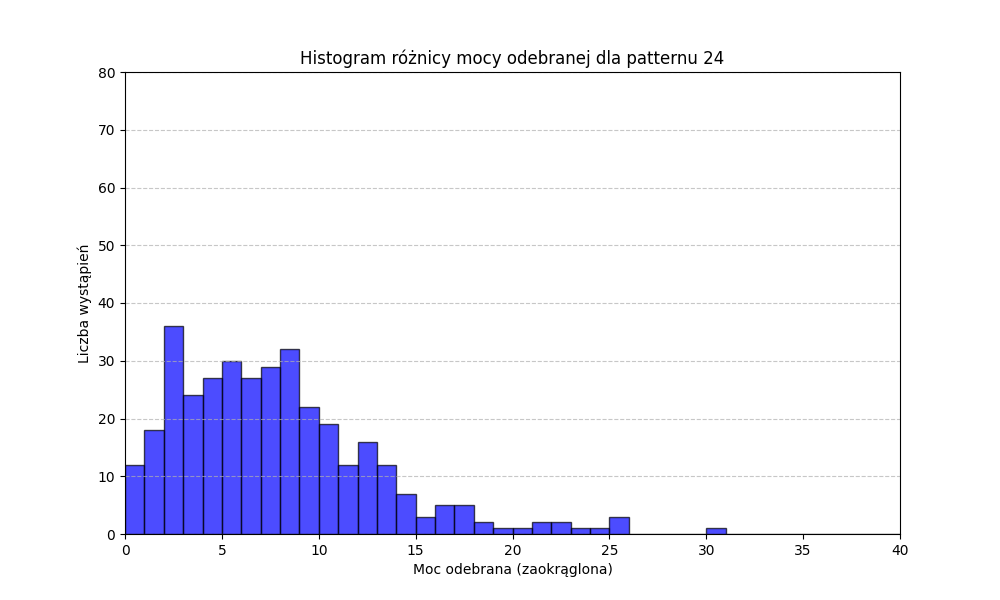 Histogram różnicy mocy odebranej dla patternu 24
80
70
60
50
40
30
20
10
0
Liczba wystąpień
0 5 10 15 20 25 30 35 40
Moc odebrana (zaokrąglona)